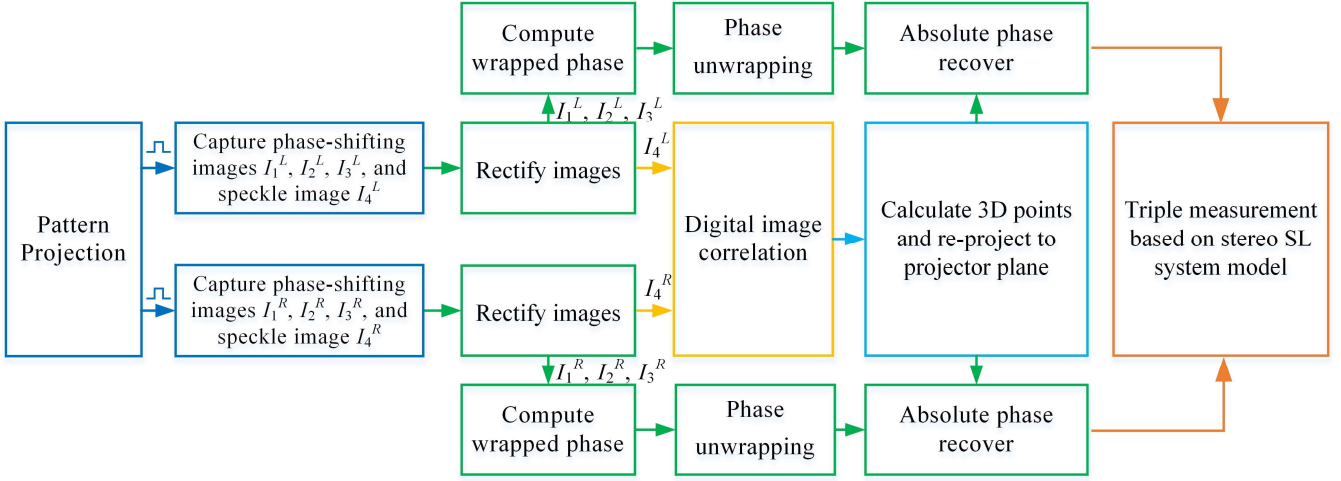 Compute
wrapped phase
Phase
unwrapping
Absolute phase
recover
I₁ᴸ, I₂ᴸ, I₃ᴸ
Pattern
Projection
Capture phase-shifting
images I₁ᴸ, I₂ᴸ, I₃ᴸ, and
speckle image I₄ᴸ
Rectify images
I₄ᴸ
Digital image
correlation
Calculate 3D points
and re-project to
projector plane
Triple measurement
based on stereo SL
system model
Capture phase-shifting
images I₁ᴿ, I₂ᴿ, I₃ᴿ, and
speckle image I₄ᴿ
Rectify images
I₄ᴿ
I₁ᴿ, I₂ᴿ, I₃ᴿ
Compute
wrapped phase
Phase
unwrapping
Absolute phase
recover